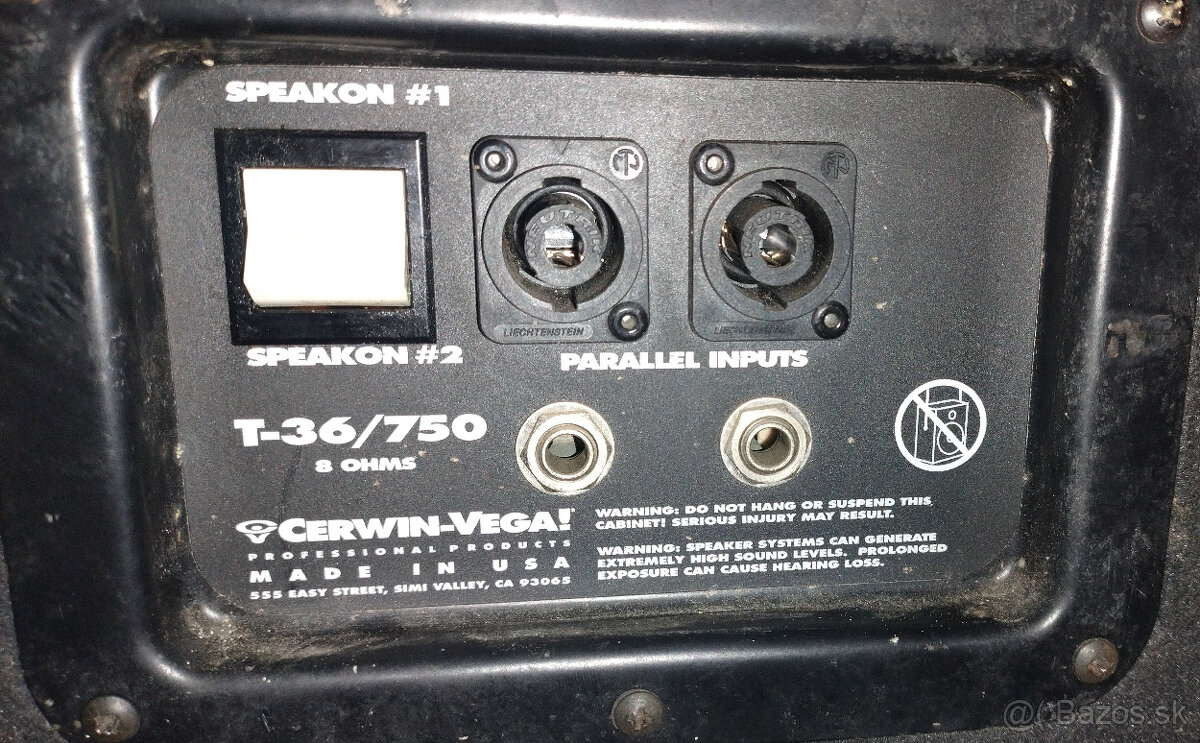 SPEAKON #1
SPEAKON #2
NEUTRIK
LIECHTENSTEIN
LIECHTENSTEIN
PARALLEL INPUTS
T-36/750
8 OHMS
CERWIN-VEGA!
PROFESSIONAL PRODUCTS
MADE IN USA
555 EASY STREET, SIMI VALLEY, CA 93065
WARNING: DO NOT HANG OR SUSPEND THIS
CABINET! SERIOUS INJURY MAY RESULT.
WARNING: SPEAKER SYSTEMS CAN GENERATE
EXTREMELY HIGH SOUND LEVELS. PROLONGED
EXPOSURE CAN CAUSE HEARING LOSS.
@Bazos.sk